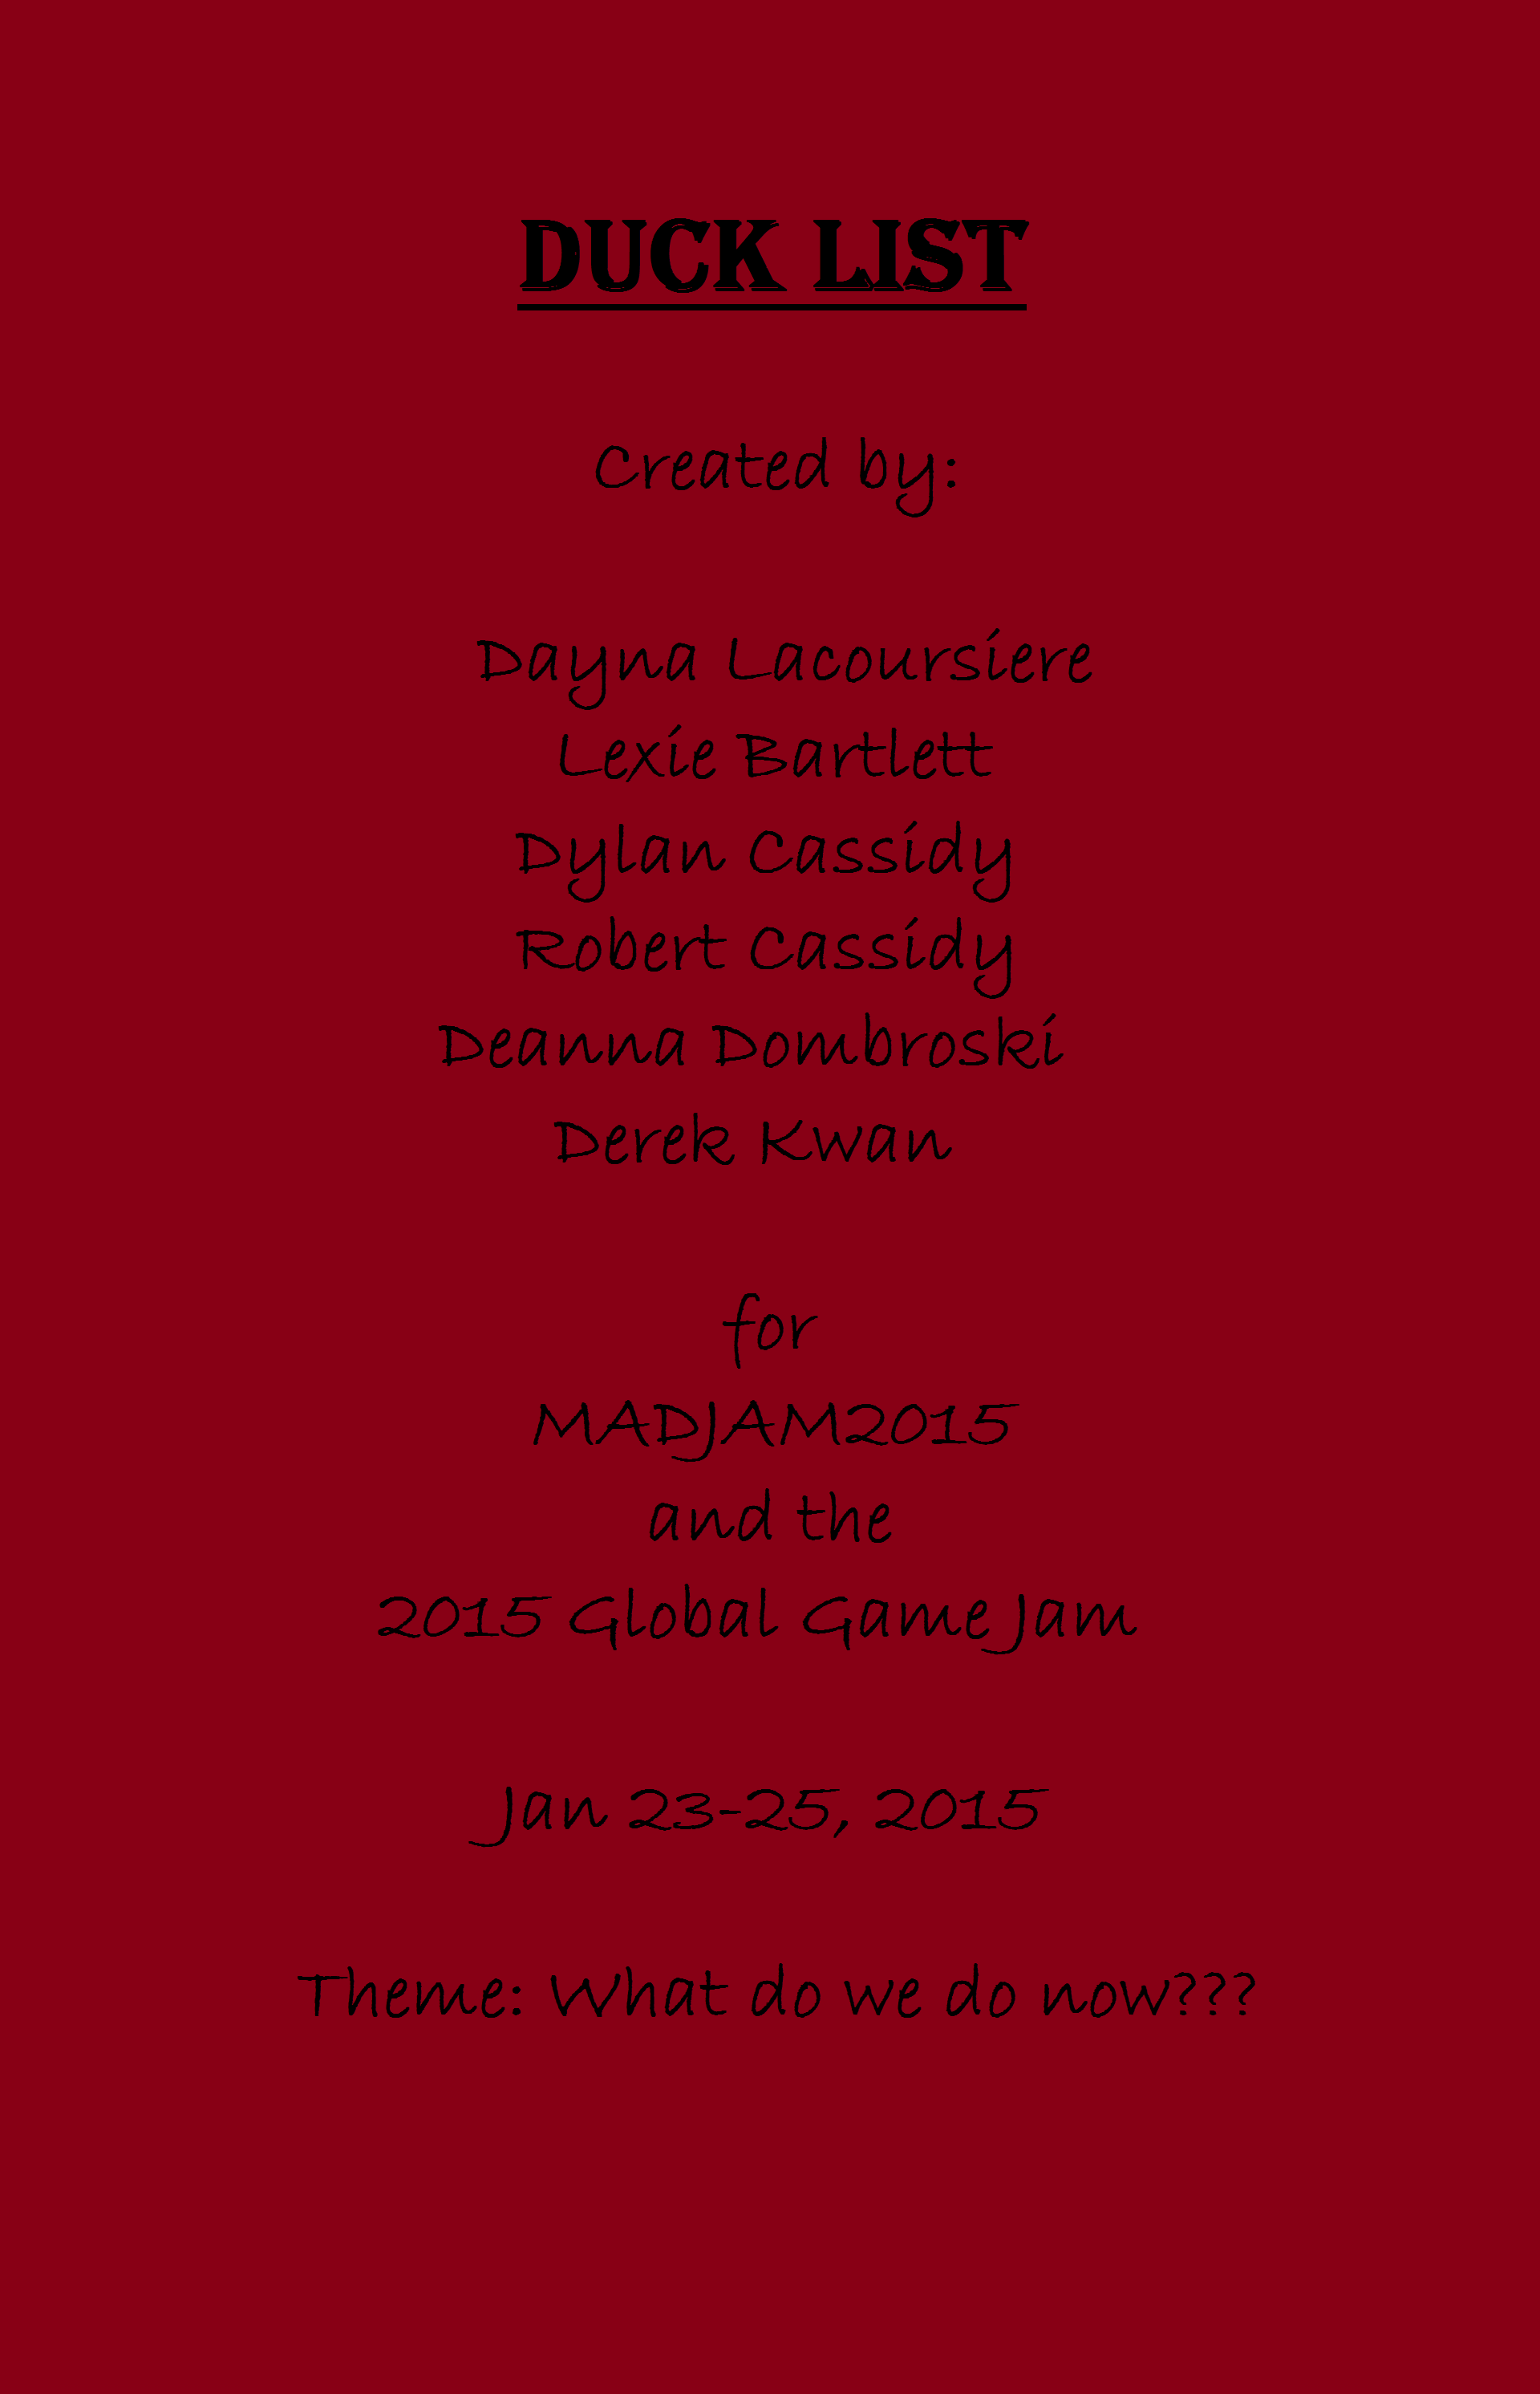 DUCK LIST
Created by:
Dayna Lacoursiere
Lexie Bartlett
Dylan Cassidy
Robert Cassidy
Deanna Dombroski
Derek Kwan
for
MADJAM2015
and the
2015 Global Game Jam
Jan 23-25, 2015
Theme: What do we do now???